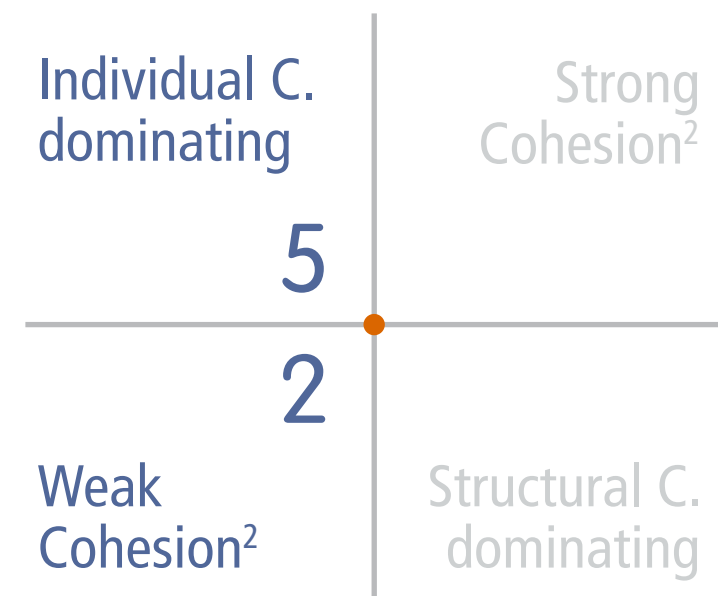 Individual C.
dominating
Strong
Cohesion²
5
2
Weak
Cohesion²
Structural C.
dominating